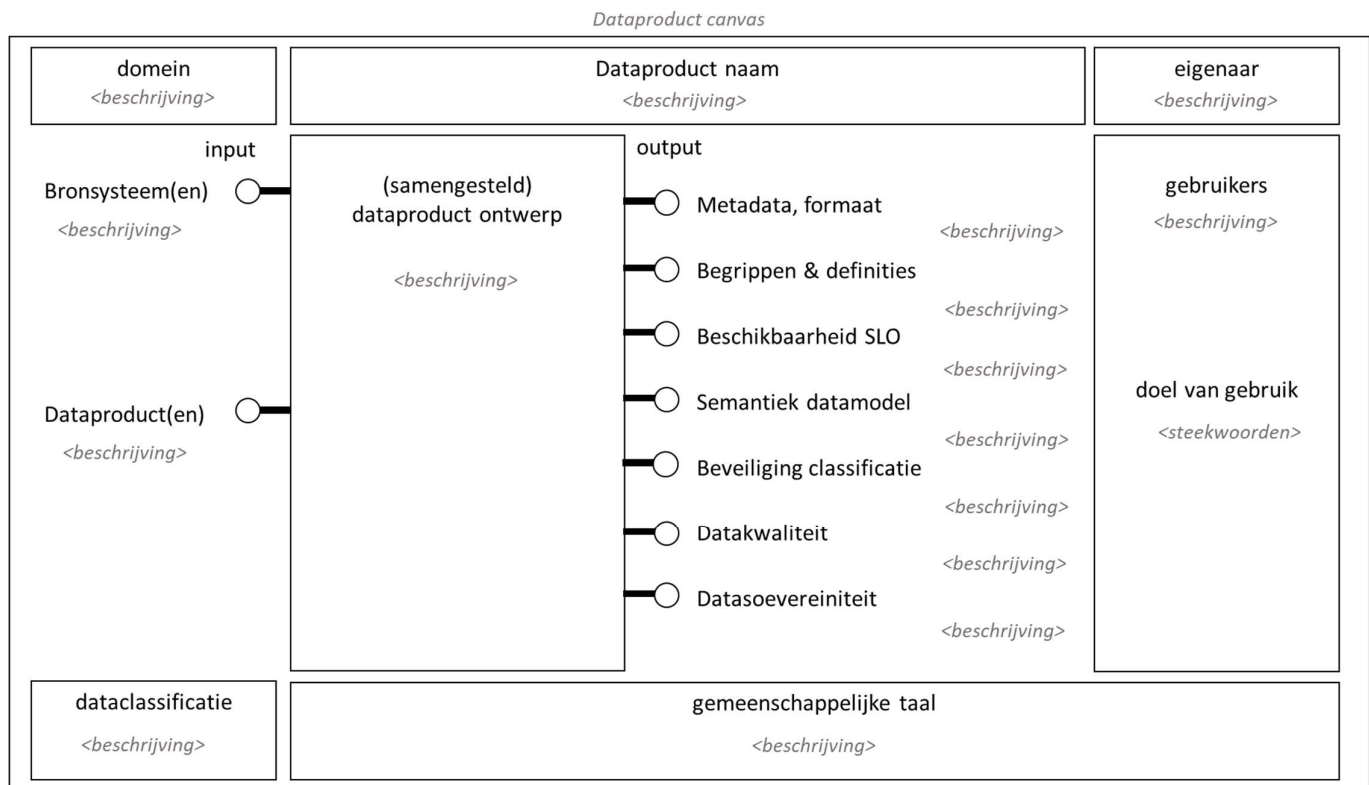 Dataproduct canvas
domein
<beschrijving>
Dataproduct naam
<beschrijving>
eigenaar
<beschrijving>
input
Bronsysteem(en)
<beschrijving>
Dataproduct(en)
<beschrijving>
(samengesteld)
dataproduct ontwerp
<beschrijving>
output
Metadata, formaat
<beschrijving>
Begrippen & definities
<beschrijving>
Beschikbaarheid SLO
<beschrijving>
Semantiek datamodel
<beschrijving>
Beveiliging classificatie
<beschrijving>
Datakwaliteit
<beschrijving>
Datasoevereiniteit
<beschrijving>
gebruikers
<beschrijving>
doel van gebruik
<steekwoorden>
dataclassificatie
<beschrijving>
gemeenschappelijke taal
<beschrijving>